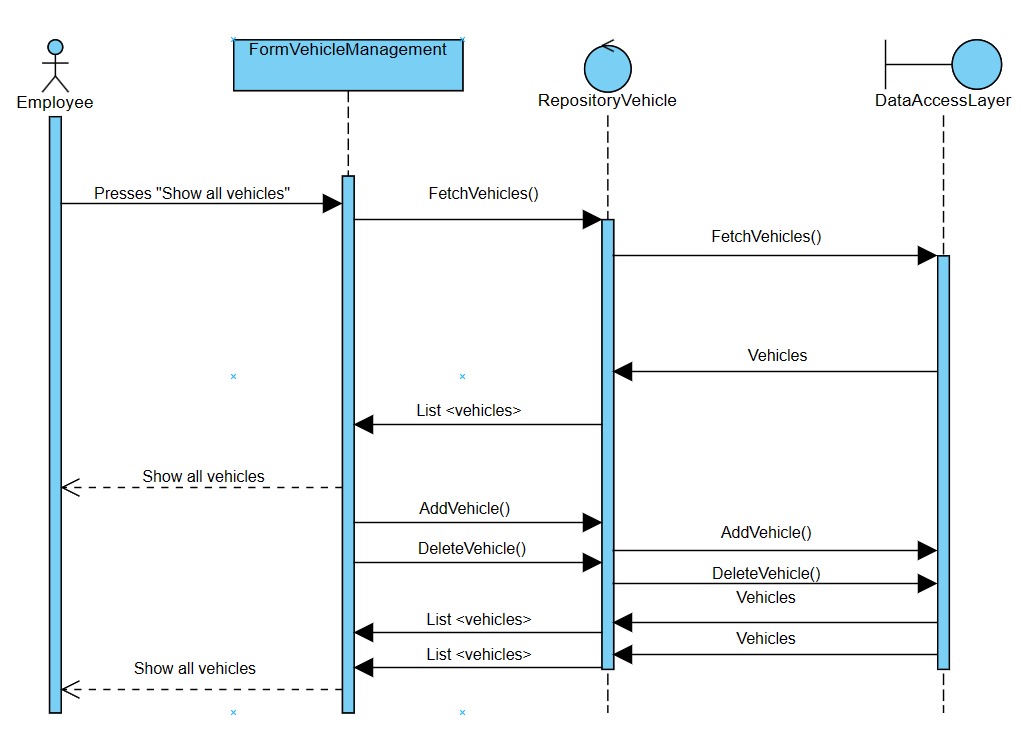 FormVehicleManagement
Employee
RepositoryVehicle
DataAccessLayer
Presses "Show all vehicles"
FetchVehicles()
FetchVehicles()
Vehicles
List <vehicles>
Show all vehicles
AddVehicle()
AddVehicle()
DeleteVehicle()
DeleteVehicle()
Vehicles
List <vehicles>
Vehicles
List <vehicles>
Show all vehicles